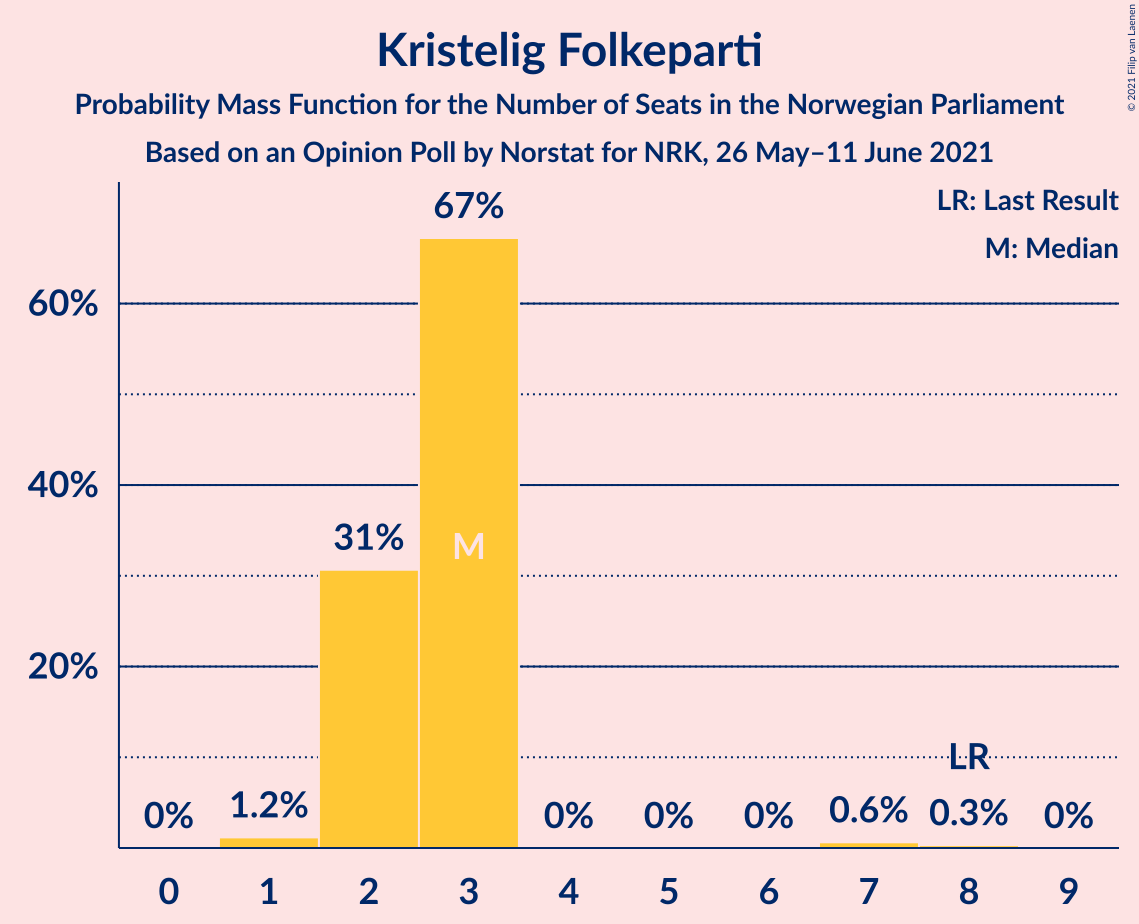 Kristelig Folkeparti
Probability Mass Function for the Number of Seats in the Norwegian Parliament
Based on an Opinion Poll by Norstat for NRK, 26 May–11 June 2021
© 2021 Filip van Laenen
LR: Last Result
M: Median
67%
60%
40%
31%
M
20%
LR
0%
1.2%
0%
0%
0%
0.6%
0.3%
0%
0 1 2 3 4 5 6 7 8 9